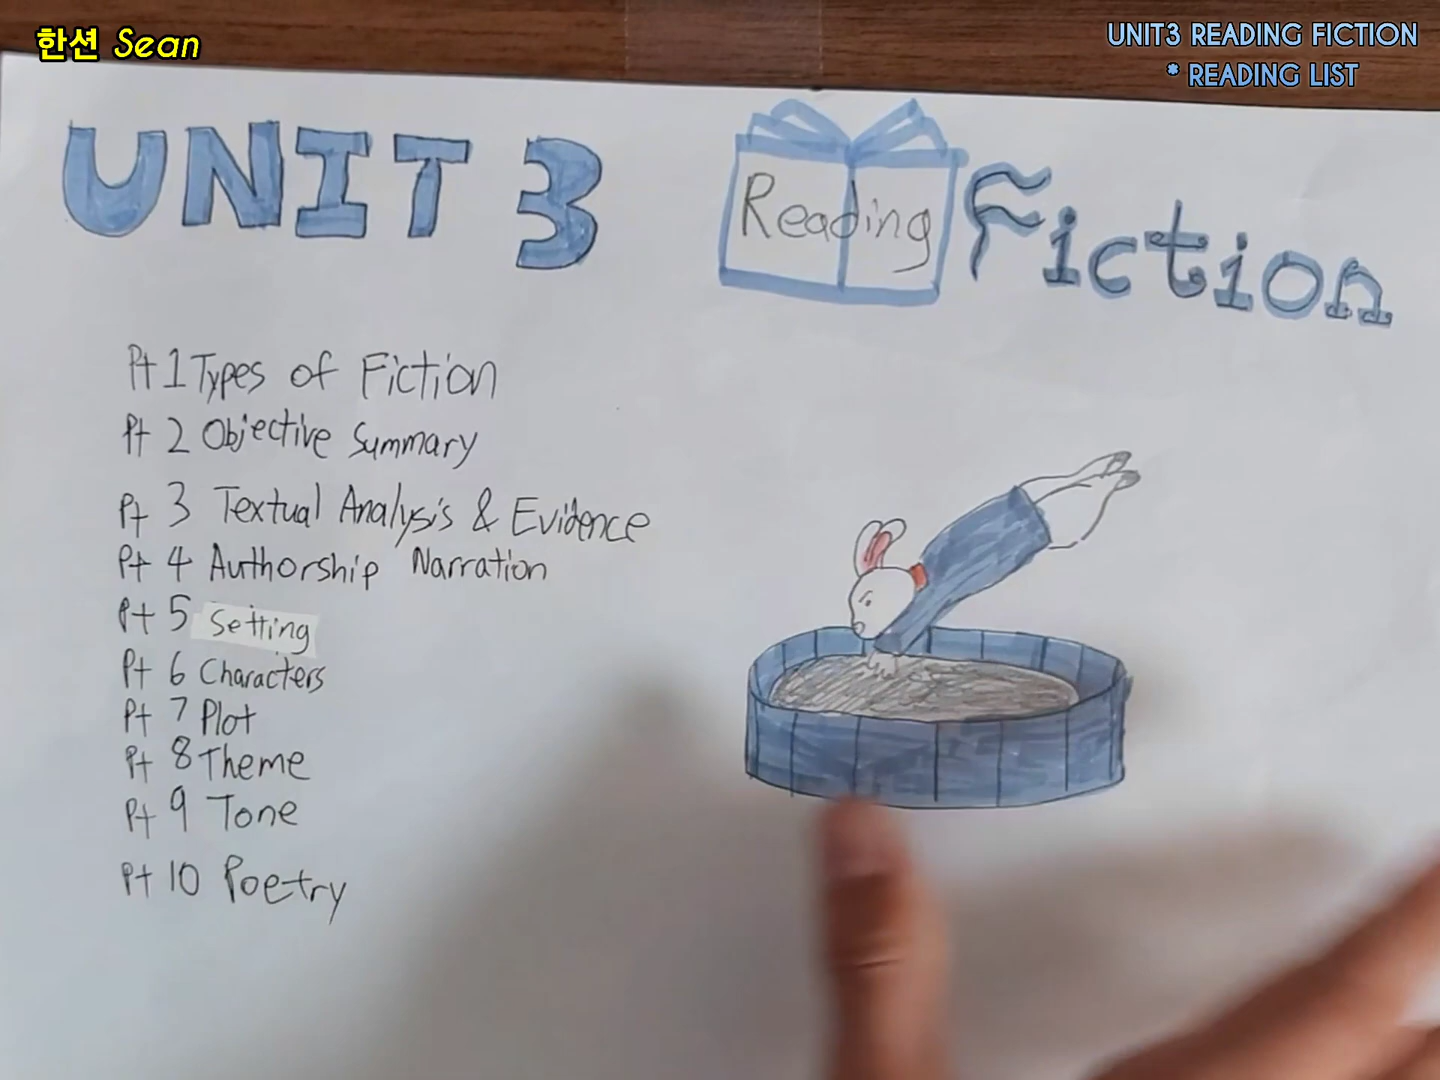 한션 Sean
UNIT3 READING FICTION
* READING LIST
UNIT 3
Reading Fiction
Pt 1 Types of Fiction
Pt 2 Objective Summary
Pt 3 Textual Analysis & Evidence
Pt 4 Authorship Narration
Pt 5 Setting
Pt 6 Characters
Pt 7 Plot
Pt 8 Theme
Pt 9 Tone
Pt 10 Poetry